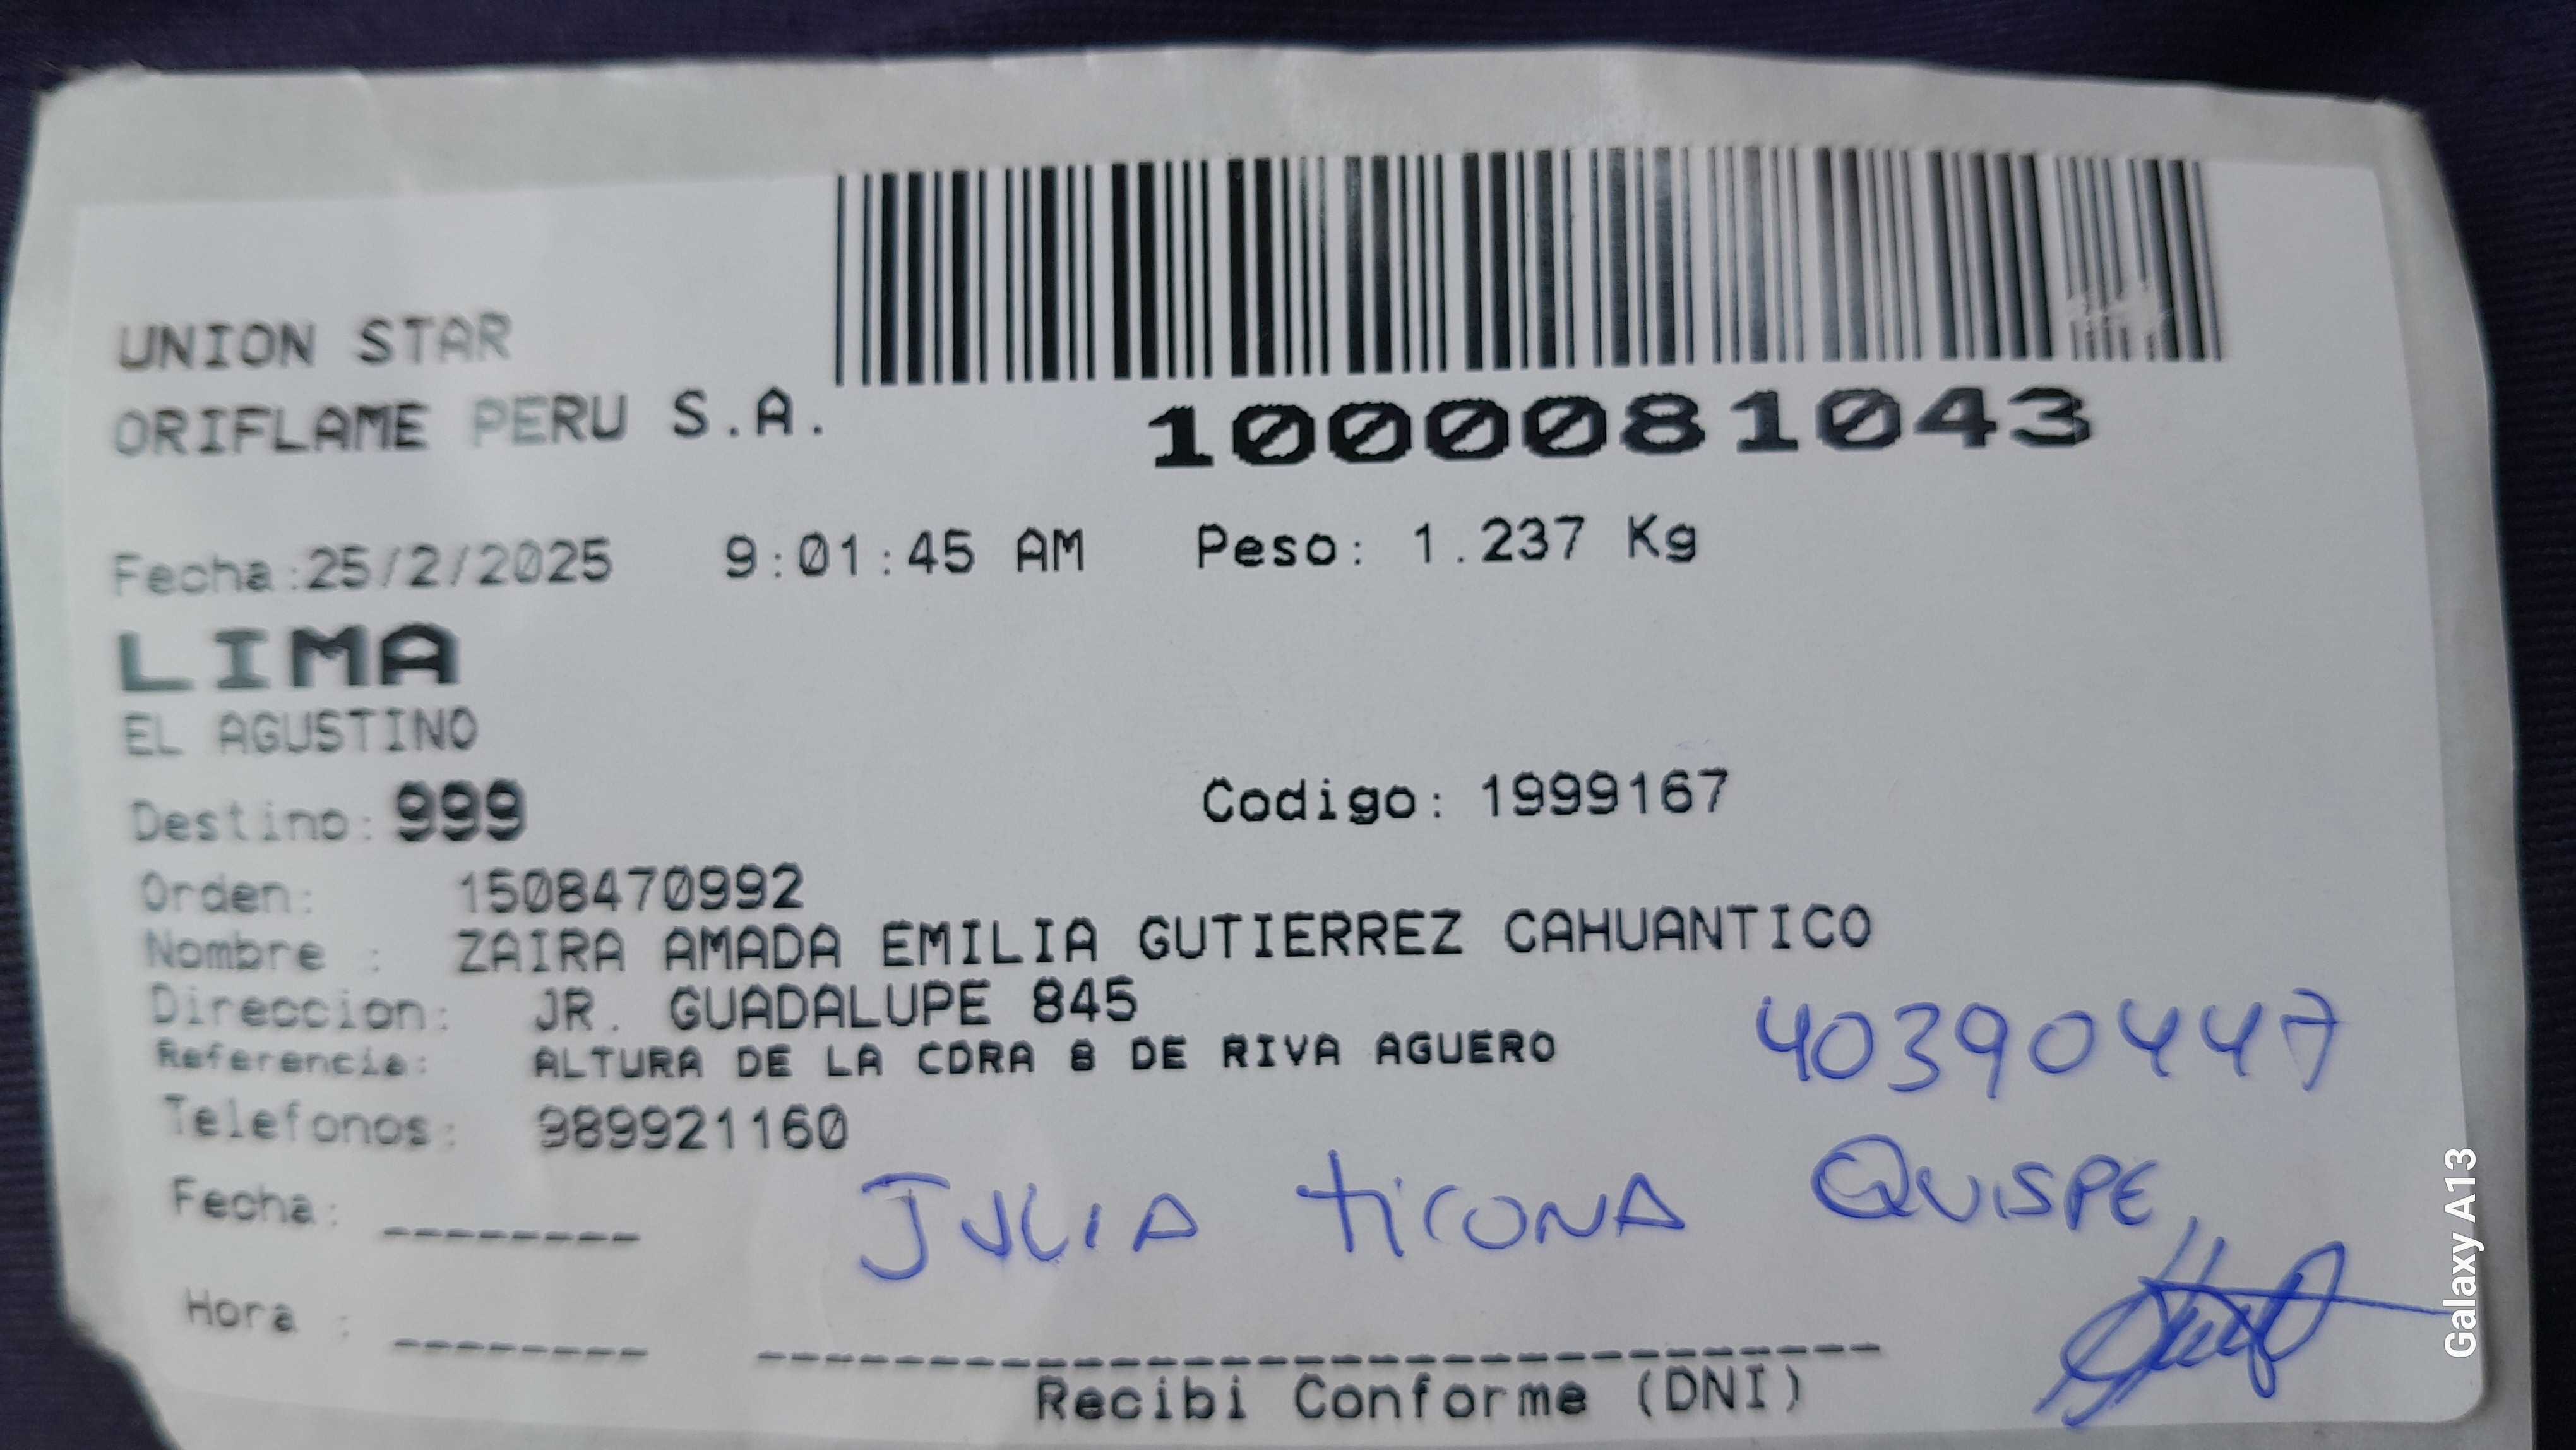 UNION STAR
ORIFLAME PERU S.A.
1000081043
Fecha:25/2/2025 9:01:45 AM Peso: 1.237 Kg
LIMA
EL AGUSTINO
Destino: 999 Codigo: 1999167
Orden: 1508470992
Nombre : ZAIRA AMADA EMILIA GUTIERREZ CAHUANTICO
Direccion: JR. GUADALUPE 845
Referencia: ALTURA DE LA CDRA 8 DE RIVA AGUERO
40390447
Telefonos: 989921160
JULIA TICONA QUISPE
Fecha: ________
Hora : ________
Recibi Conforme (DNI)
Galaxy A13